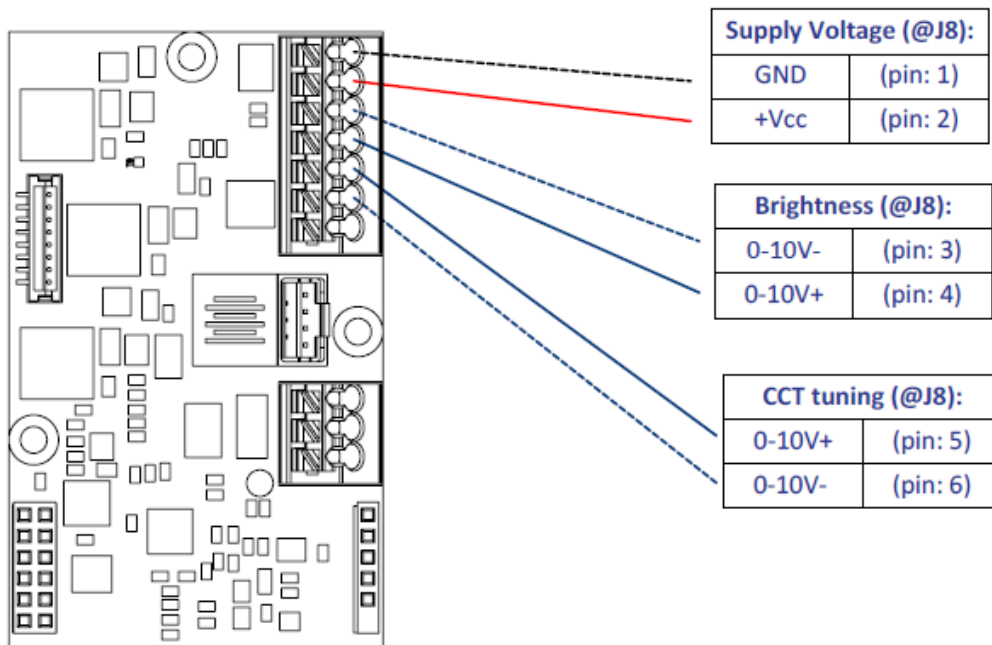 Supply Voltage (@J8):
GND (pin: 1)
+Vcc (pin: 2)
Brightness (@J8):
0-10V- (pin: 3)
0-10V+ (pin: 4)
CCT tuning (@J8):
0-10V+ (pin: 5)
0-10V- (pin: 6)